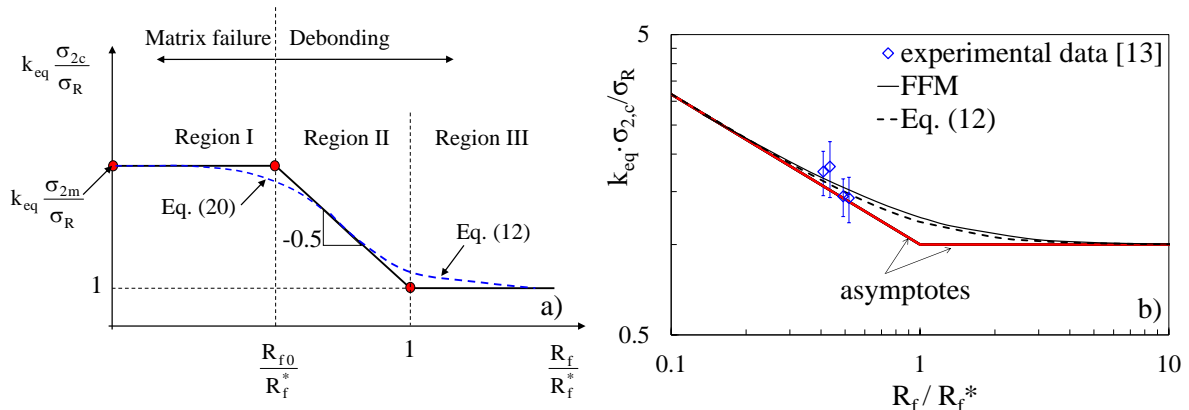 Matrix failure Debonding
k_eq σ_2c/σ_R
Region I Region II Region III
k_eq σ_2m/σ_R
Eq. (20)
-0.5
Eq. (12)
1
a)
R_f0/R_f^* 1 R_f/R_f^*
5
experimental data [13]
FFM
Eq. (12)
k_eq·σ_2,c/σ_R
asymptotes
b)
0.5
0.1 1 10
R_f / R_f*